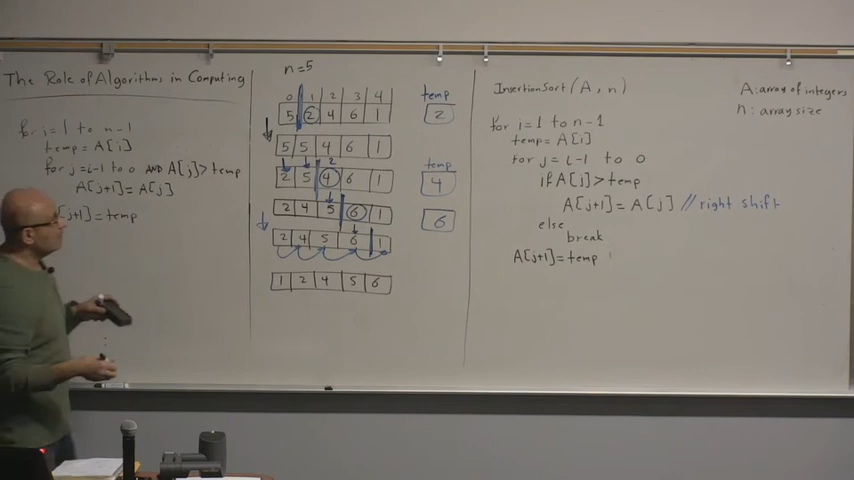 The Role of Algorithms in Computing
for i=1 to n-1
temp=A[i]
for j=i-1 to 0 AND A[j]>temp
A[j+1]=A[j]
[j+1]=temp
n=5
0 1 2 3 4
5 2 4 6 1
5 5 4 6 1
2
2 5 4 6 1
2 4 5 6 1
2 4 5 6 1
1 2 4 5 6
temp
2
temp
4
6
InsertionSort(A, n)
for i=1 to n-1
temp=A[i]
for j=i-1 to 0
if A[j]>temp
A[j+1]=A[j] //right shift
else
break
A[j+1]=temp
A:array of integers
n: array size